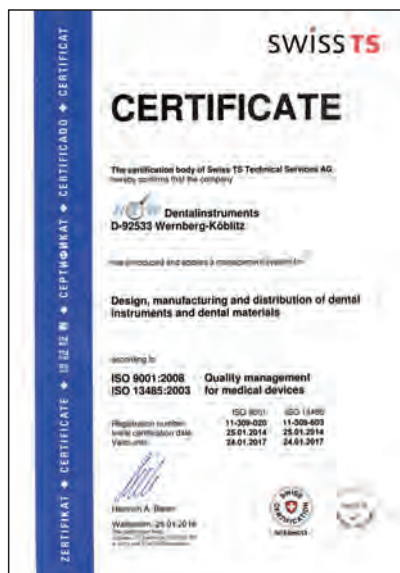 swiss TS
CERTIFICATE
The certification body of Swiss TS Technical Services AG
hereby confirms that the company
Dentalinstruments
D-92533 Wernberg-Köblitz
has introduced and applies a management system for
Design, manufacturing and distribution of dental
instruments and dental materials
according to
ISO 9001:2008 Quality management
ISO 13485:2003 for medical devices
ISO 9001 ISO 13485
Registration number: 11-309-020 11-309-603
certification date: 25.01.2014 25.01.2014
Valid until: 24.01.2017 24.01.2017
Heinrich A. Bieler
Wallisellen,
SWISS
CERTIFICATION
ZERTIFIKAT ◆ CERTIFICATE ◆ ◆ СЕРТИФИКАТ ◆ CERTIFICADO ◆ CERTIFICAT